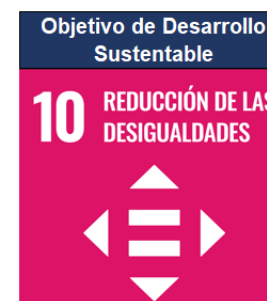 Objetivo de Desarrollo
Sustentable
10 REDUCCIÓN DE LAS
DESIGUALDADES